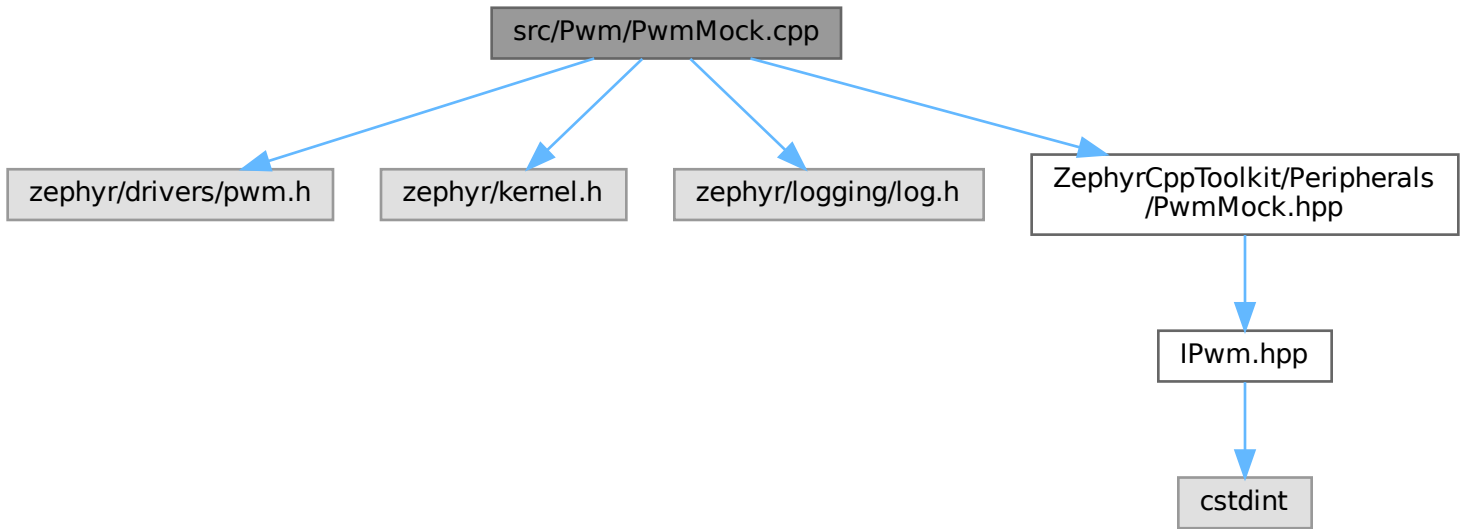 src/Pwm/PwmMock.cpp
zephyr/drivers/pwm.h
zephyr/kernel.h
zephyr/logging/log.h
ZephyrCppToolkit/Peripherals
/PwmMock.hpp
IPwm.hpp
cstdint